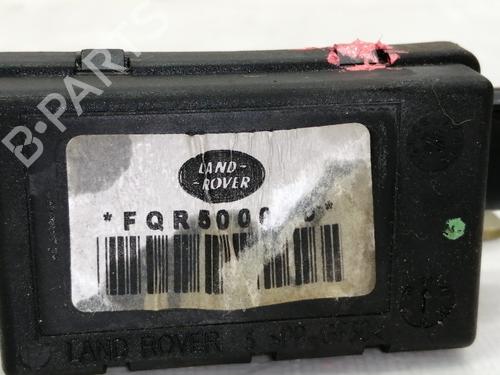 B-PARTS
LAND-
-ROVER
*FQR5000
LAND ROVER